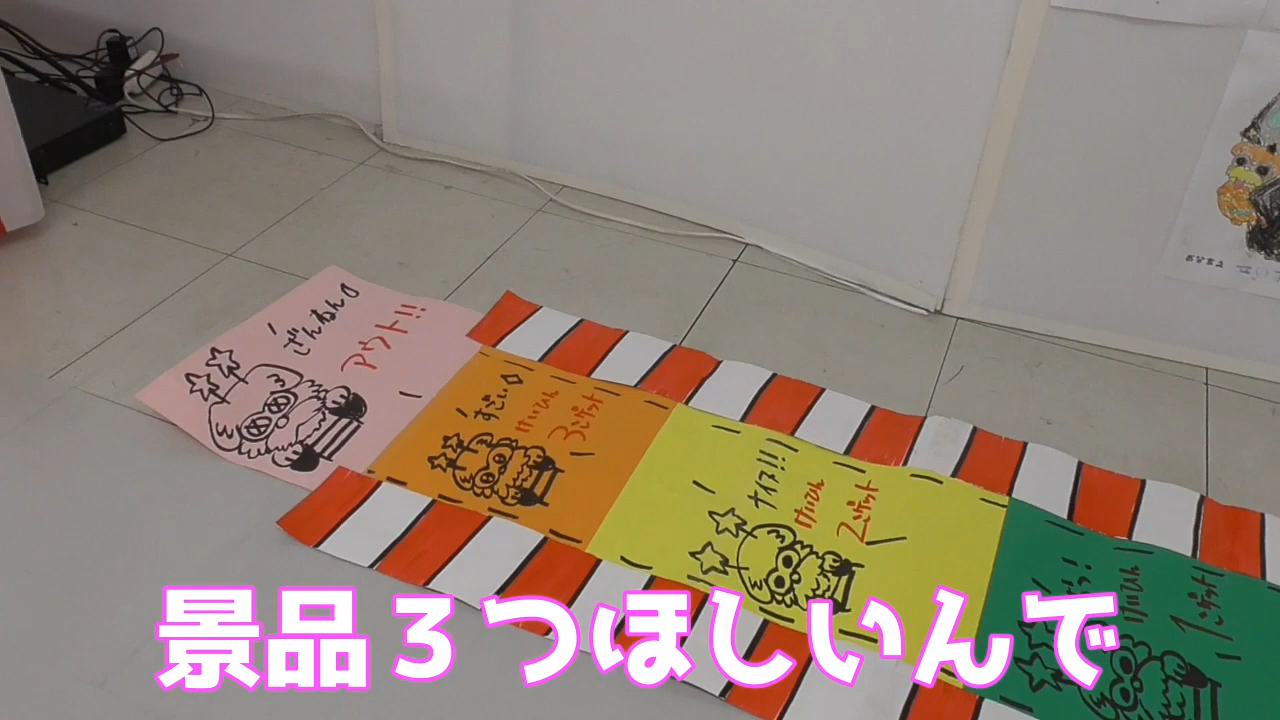 ざんねん
アウト!!
すごい
けいひん
3こゲット
ナイス!!
けいひん
2こゲット
けいひん
1こゲット!
景品３つほしいんで